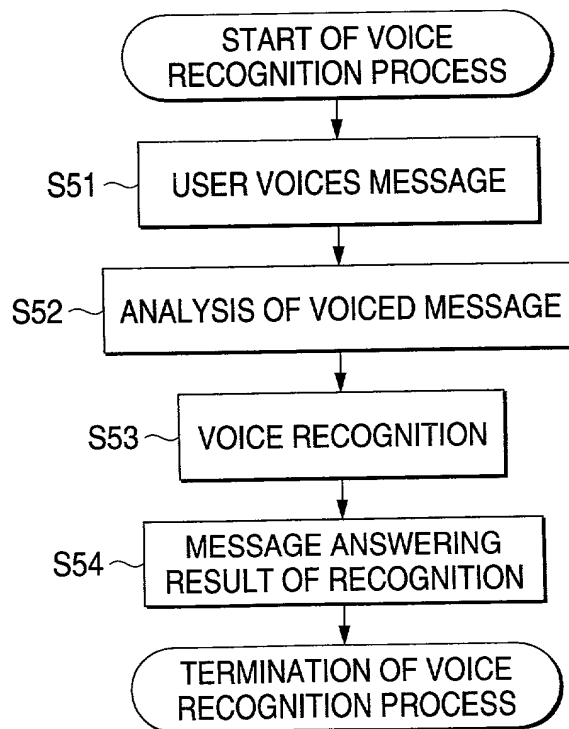 START OF VOICE
RECOGNITION PROCESS
S51
USER VOICES MESSAGE
S52
ANALYSIS OF VOICED MESSAGE
S53
VOICE RECOGNITION
S54
MESSAGE ANSWERING
RESULT OF RECOGNITION
TERMINATION OF VOICE
RECOGNITION PROCESS